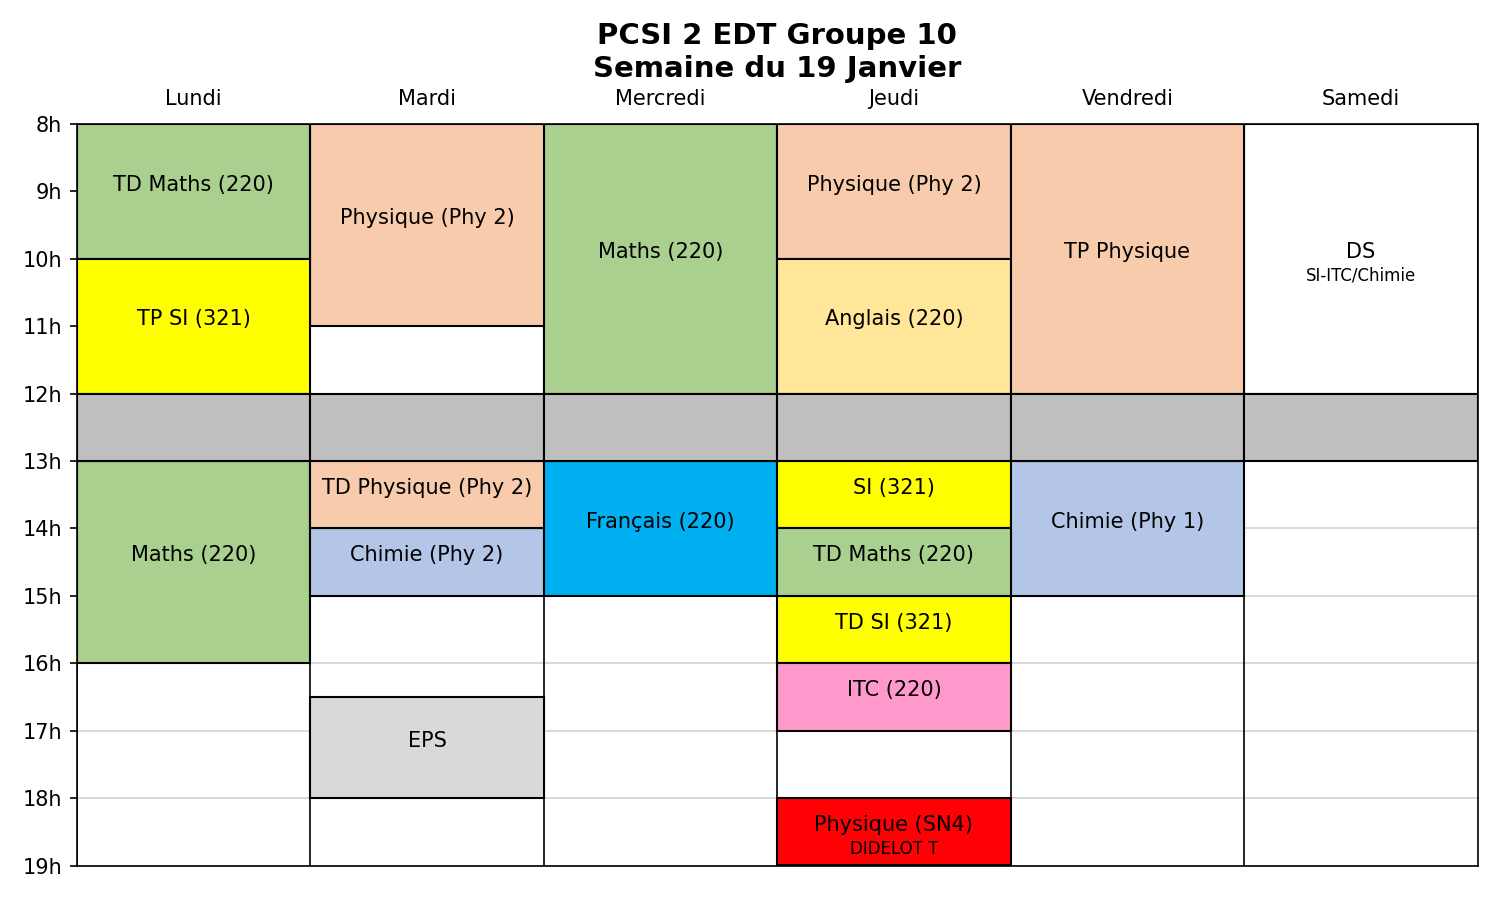 PCSI 2 EDT Groupe 10
Semaine du 19 Janvier
Lundi
Mardi
Mercredi
Jeudi
Vendredi
Samedi
8h
9h
10h
11h
12h
13h
14h
15h
16h
17h
18h
19h
TD Maths (220)
TP SI (321)
Maths (220)
Physique (Phy 2)
TD Physique (Phy 2)
Chimie (Phy 2)
EPS
Maths (220)
Français (220)
Physique (Phy 2)
Anglais (220)
SI (321)
TD Maths (220)
TD SI (321)
ITC (220)
Physique (SN4)
DIDELOT T
TP Physique
Chimie (Phy 1)
DS
SI-ITC/Chimie